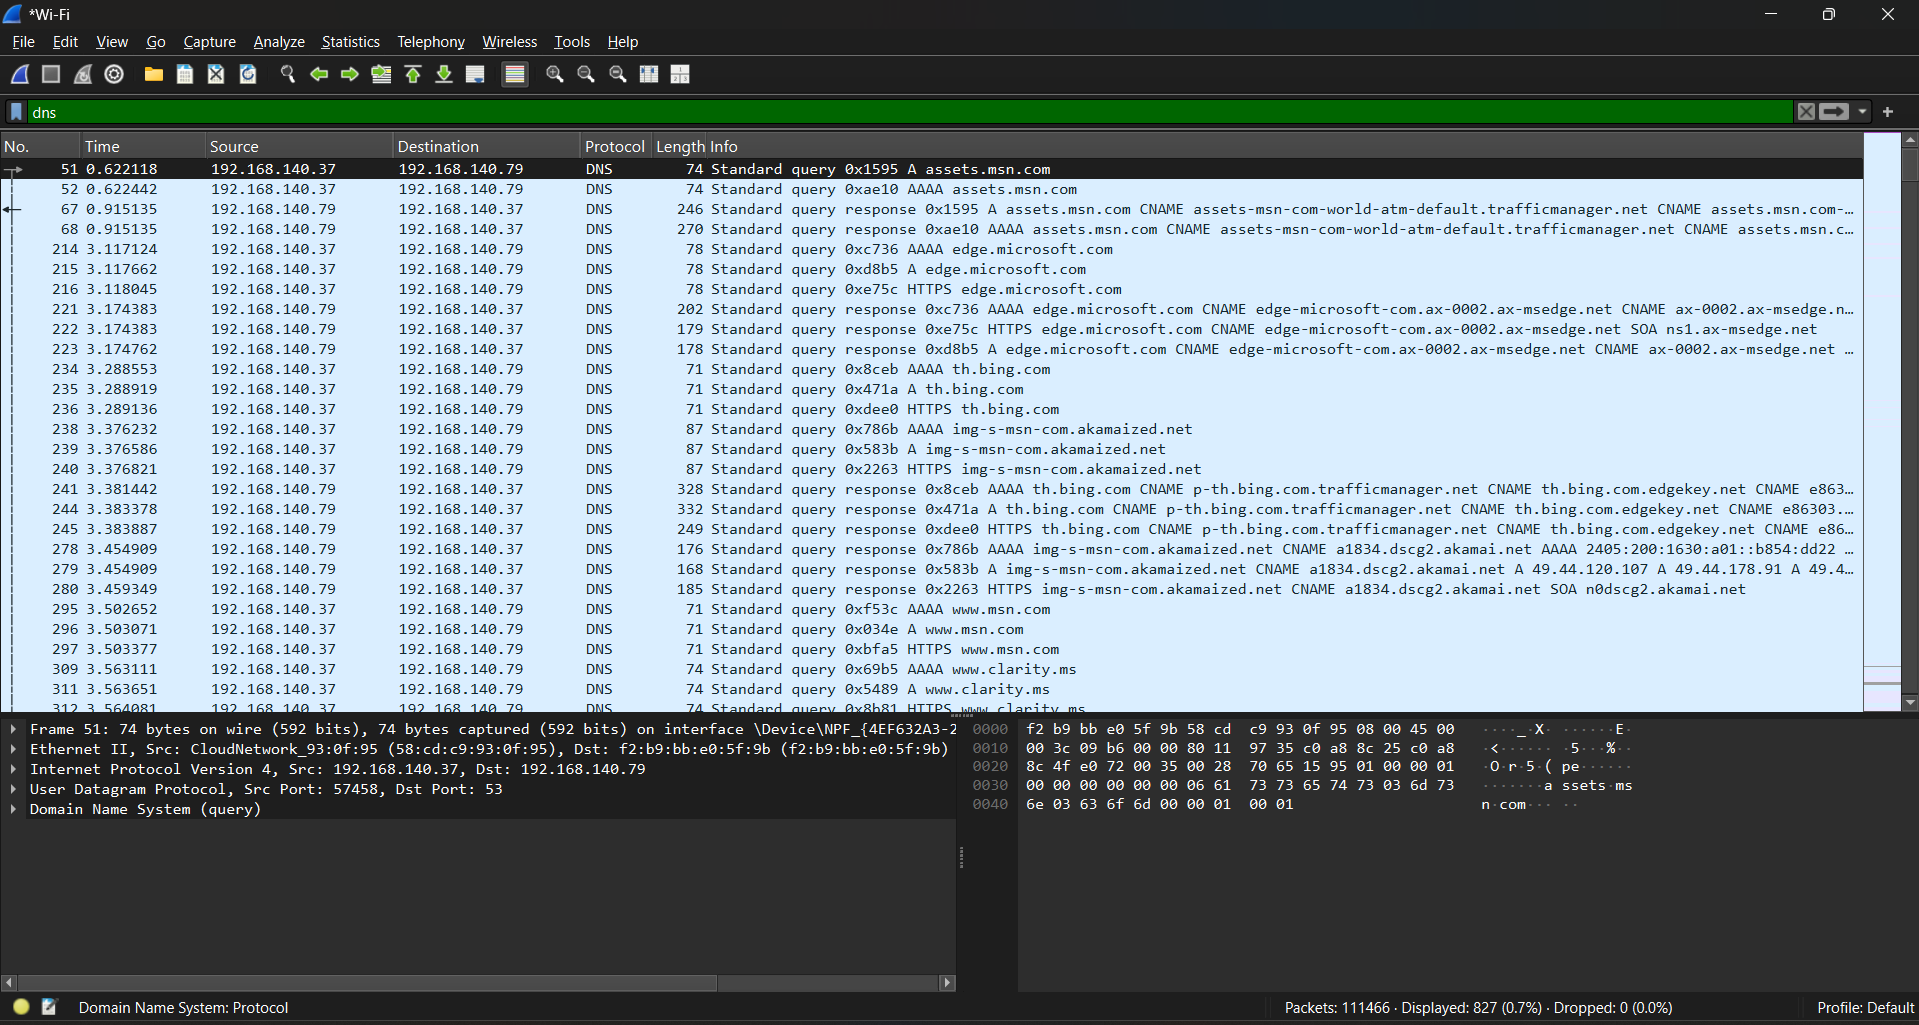 *Wi-Fi
File Edit View Go Capture Analyze Statistics Telephony Wireless Tools Help
dns
No. Time Source Destination Protocol Length Info
51 0.622118 192.168.140.37 192.168.140.79 DNS 74 Standard query 0x1595 A assets.msn.com
52 0.622442 192.168.140.37 192.168.140.79 DNS 74 Standard query 0xae10 AAAA assets.msn.com
67 0.915135 192.168.140.79 192.168.140.37 DNS 246 Standard query response 0x1595 A assets.msn.com CNAME assets-msn-com-world-atm-default.trafficmanager.net CNAME assets.msn.com-…
68 0.915135 192.168.140.79 192.168.140.37 DNS 270 Standard query response 0xae10 AAAA assets.msn.com CNAME assets-msn-com-world-atm-default.trafficmanager.net CNAME assets.msn.c…
214 3.117124 192.168.140.37 192.168.140.79 DNS 78 Standard query 0xc736 AAAA edge.microsoft.com
215 3.117662 192.168.140.37 192.168.140.79 DNS 78 Standard query 0xd8b5 A edge.microsoft.com
216 3.118045 192.168.140.37 192.168.140.79 DNS 78 Standard query 0xe75c HTTPS edge.microsoft.com
221 3.174383 192.168.140.79 192.168.140.37 DNS 202 Standard query response 0xc736 AAAA edge.microsoft.com CNAME edge-microsoft-com.ax-0002.ax-msedge.net CNAME ax-0002.ax-msedge.n…
222 3.174383 192.168.140.79 192.168.140.37 DNS 179 Standard query response 0xe75c HTTPS edge.microsoft.com CNAME edge-microsoft-com.ax-0002.ax-msedge.net SOA ns1.ax-msedge.net
223 3.174762 192.168.140.79 192.168.140.37 DNS 178 Standard query response 0xd8b5 A edge.microsoft.com CNAME edge-microsoft-com.ax-0002.ax-msedge.net CNAME ax-0002.ax-msedge.net …
234 3.288553 192.168.140.37 192.168.140.79 DNS 71 Standard query 0x8ceb AAAA th.bing.com
235 3.288919 192.168.140.37 192.168.140.79 DNS 71 Standard query 0x471a A th.bing.com
236 3.289136 192.168.140.37 192.168.140.79 DNS 71 Standard query 0xdee0 HTTPS th.bing.com
238 3.376232 192.168.140.37 192.168.140.79 DNS 87 Standard query 0x786b AAAA img-s-msn-com.akamaized.net
239 3.376586 192.168.140.37 192.168.140.79 DNS 87 Standard query 0x583b A img-s-msn-com.akamaized.net
240 3.376821 192.168.140.37 192.168.140.79 DNS 87 Standard query 0x2263 HTTPS img-s-msn-com.akamaized.net
241 3.381442 192.168.140.79 192.168.140.37 DNS 328 Standard query response 0x8ceb AAAA th.bing.com CNAME p-th.bing.com.trafficmanager.net CNAME th.bing.com.edgekey.net CNAME e863…
244 3.383378 192.168.140.79 192.168.140.37 DNS 332 Standard query response 0x471a A th.bing.com CNAME p-th.bing.com.trafficmanager.net CNAME th.bing.com.edgekey.net CNAME e86303.…
245 3.383887 192.168.140.79 192.168.140.37 DNS 249 Standard query response 0xdee0 HTTPS th.bing.com CNAME p-th.bing.com.trafficmanager.net CNAME th.bing.com.edgekey.net CNAME e86…
278 3.454909 192.168.140.79 192.168.140.37 DNS 176 Standard query response 0x786b AAAA img-s-msn-com.akamaized.net CNAME a1834.dscg2.akamai.net AAAA 2405:200:1630:a01::b854:dd22 …
279 3.454909 192.168.140.79 192.168.140.37 DNS 168 Standard query response 0x583b A img-s-msn-com.akamaized.net CNAME a1834.dscg2.akamai.net A 49.44.120.107 A 49.44.178.91 A 49.4…
280 3.459349 192.168.140.79 192.168.140.37 DNS 185 Standard query response 0x2263 HTTPS img-s-msn-com.akamaized.net CNAME a1834.dscg2.akamai.net SOA n0dscg2.akamai.net
295 3.502652 192.168.140.37 192.168.140.79 DNS 71 Standard query 0xf53c AAAA www.msn.com
296 3.503071 192.168.140.37 192.168.140.79 DNS 71 Standard query 0x034e A www.msn.com
297 3.503377 192.168.140.37 192.168.140.79 DNS 71 Standard query 0xbfa5 HTTPS www.msn.com
309 3.563111 192.168.140.37 192.168.140.79 DNS 74 Standard query 0x69b5 AAAA www.clarity.ms
311 3.563651 192.168.140.37 192.168.140.79 DNS 74 Standard query 0x5489 A www.clarity.ms
312 3.564081 192.168.140.37 192.168.140.79 DNS 74 Standard query 0x8b81 HTTPS www.clarity.ms
Frame 51: 74 bytes on wire (592 bits), 74 bytes captured (592 bits) on interface \Device\NPF_{4EF632A3-2
Ethernet II, Src: CloudNetwork_93:0f:95 (58:cd:c9:93:0f:95), Dst: f2:b9:bb:e0:5f:9b (f2:b9:bb:e0:5f:9b)
Internet Protocol Version 4, Src: 192.168.140.37, Dst: 192.168.140.79
User Datagram Protocol, Src Port: 57458, Dst Port: 53
Domain Name System (query)
0000 f2 b9 bb e0 5f 9b 58 cd c9 93 0f 95 08 00 45 00 ····_·X· ······E·
0010 00 3c 09 b6 00 00 80 11 97 35 c0 a8 8c 25 c0 a8 ·<······ ·5···%··
0020 8c 4f e0 72 00 35 00 28 70 65 15 95 01 00 00 01 ·O·r·5·( pe······
0030 00 00 00 00 00 00 06 61 73 73 65 74 73 03 6d 73 ·······a ssets·ms
0040 6e 03 63 6f 6d 00 00 01 00 01 n·com··· ··
Domain Name System: Protocol
Packets: 111466 · Displayed: 827 (0.7%) · Dropped: 0 (0.0%)
Profile: Default